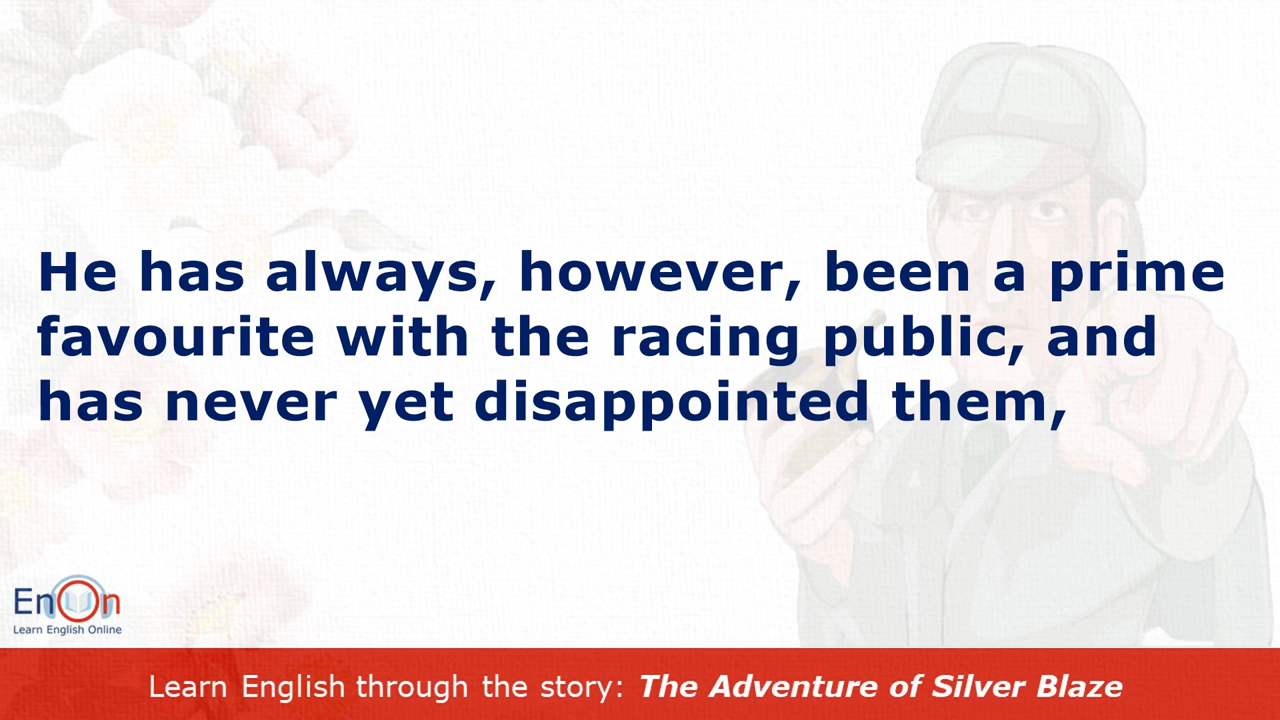 He has always, however, been a prime
favourite with the racing public, and
has never yet disappointed them,
EnOn
Learn English Online
Learn English through the story: The Adventure of Silver Blaze